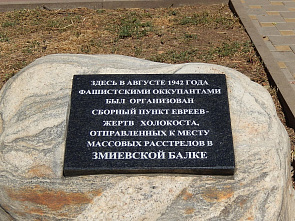 ЗДЕСЬ В АВГУСТЕ 1942 ГОДА
ФАШИСТСКИМИ ОККУПАНТАМИ
БЫЛ ОРГАНИЗОВАН
СБОРНЫЙ ПУНКТ ЕВРЕЕВ-
ЖЕРТВ ХОЛОКОСТА,
ОТПРАВЛЕННЫХ К МЕСТУ
МАССОВЫХ РАССТРЕЛОВ В
ЗМИЕВСКОЙ БАЛКЕ